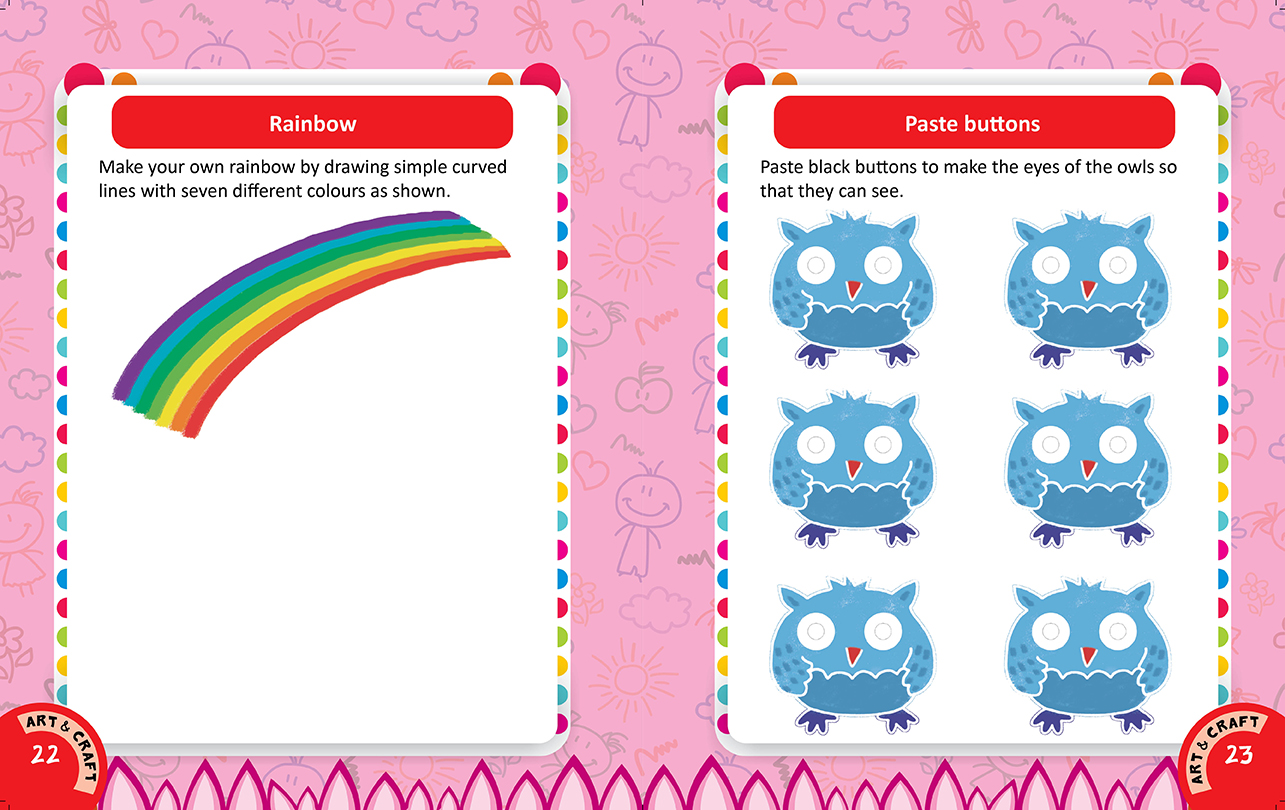 Rainbow
Make your own rainbow by drawing simple curved
lines with seven different colours as shown.
ART & CRAFT
22
Paste buttons
Paste black buttons to make the eyes of the owls so
that they can see.
ART & CRAFT
23